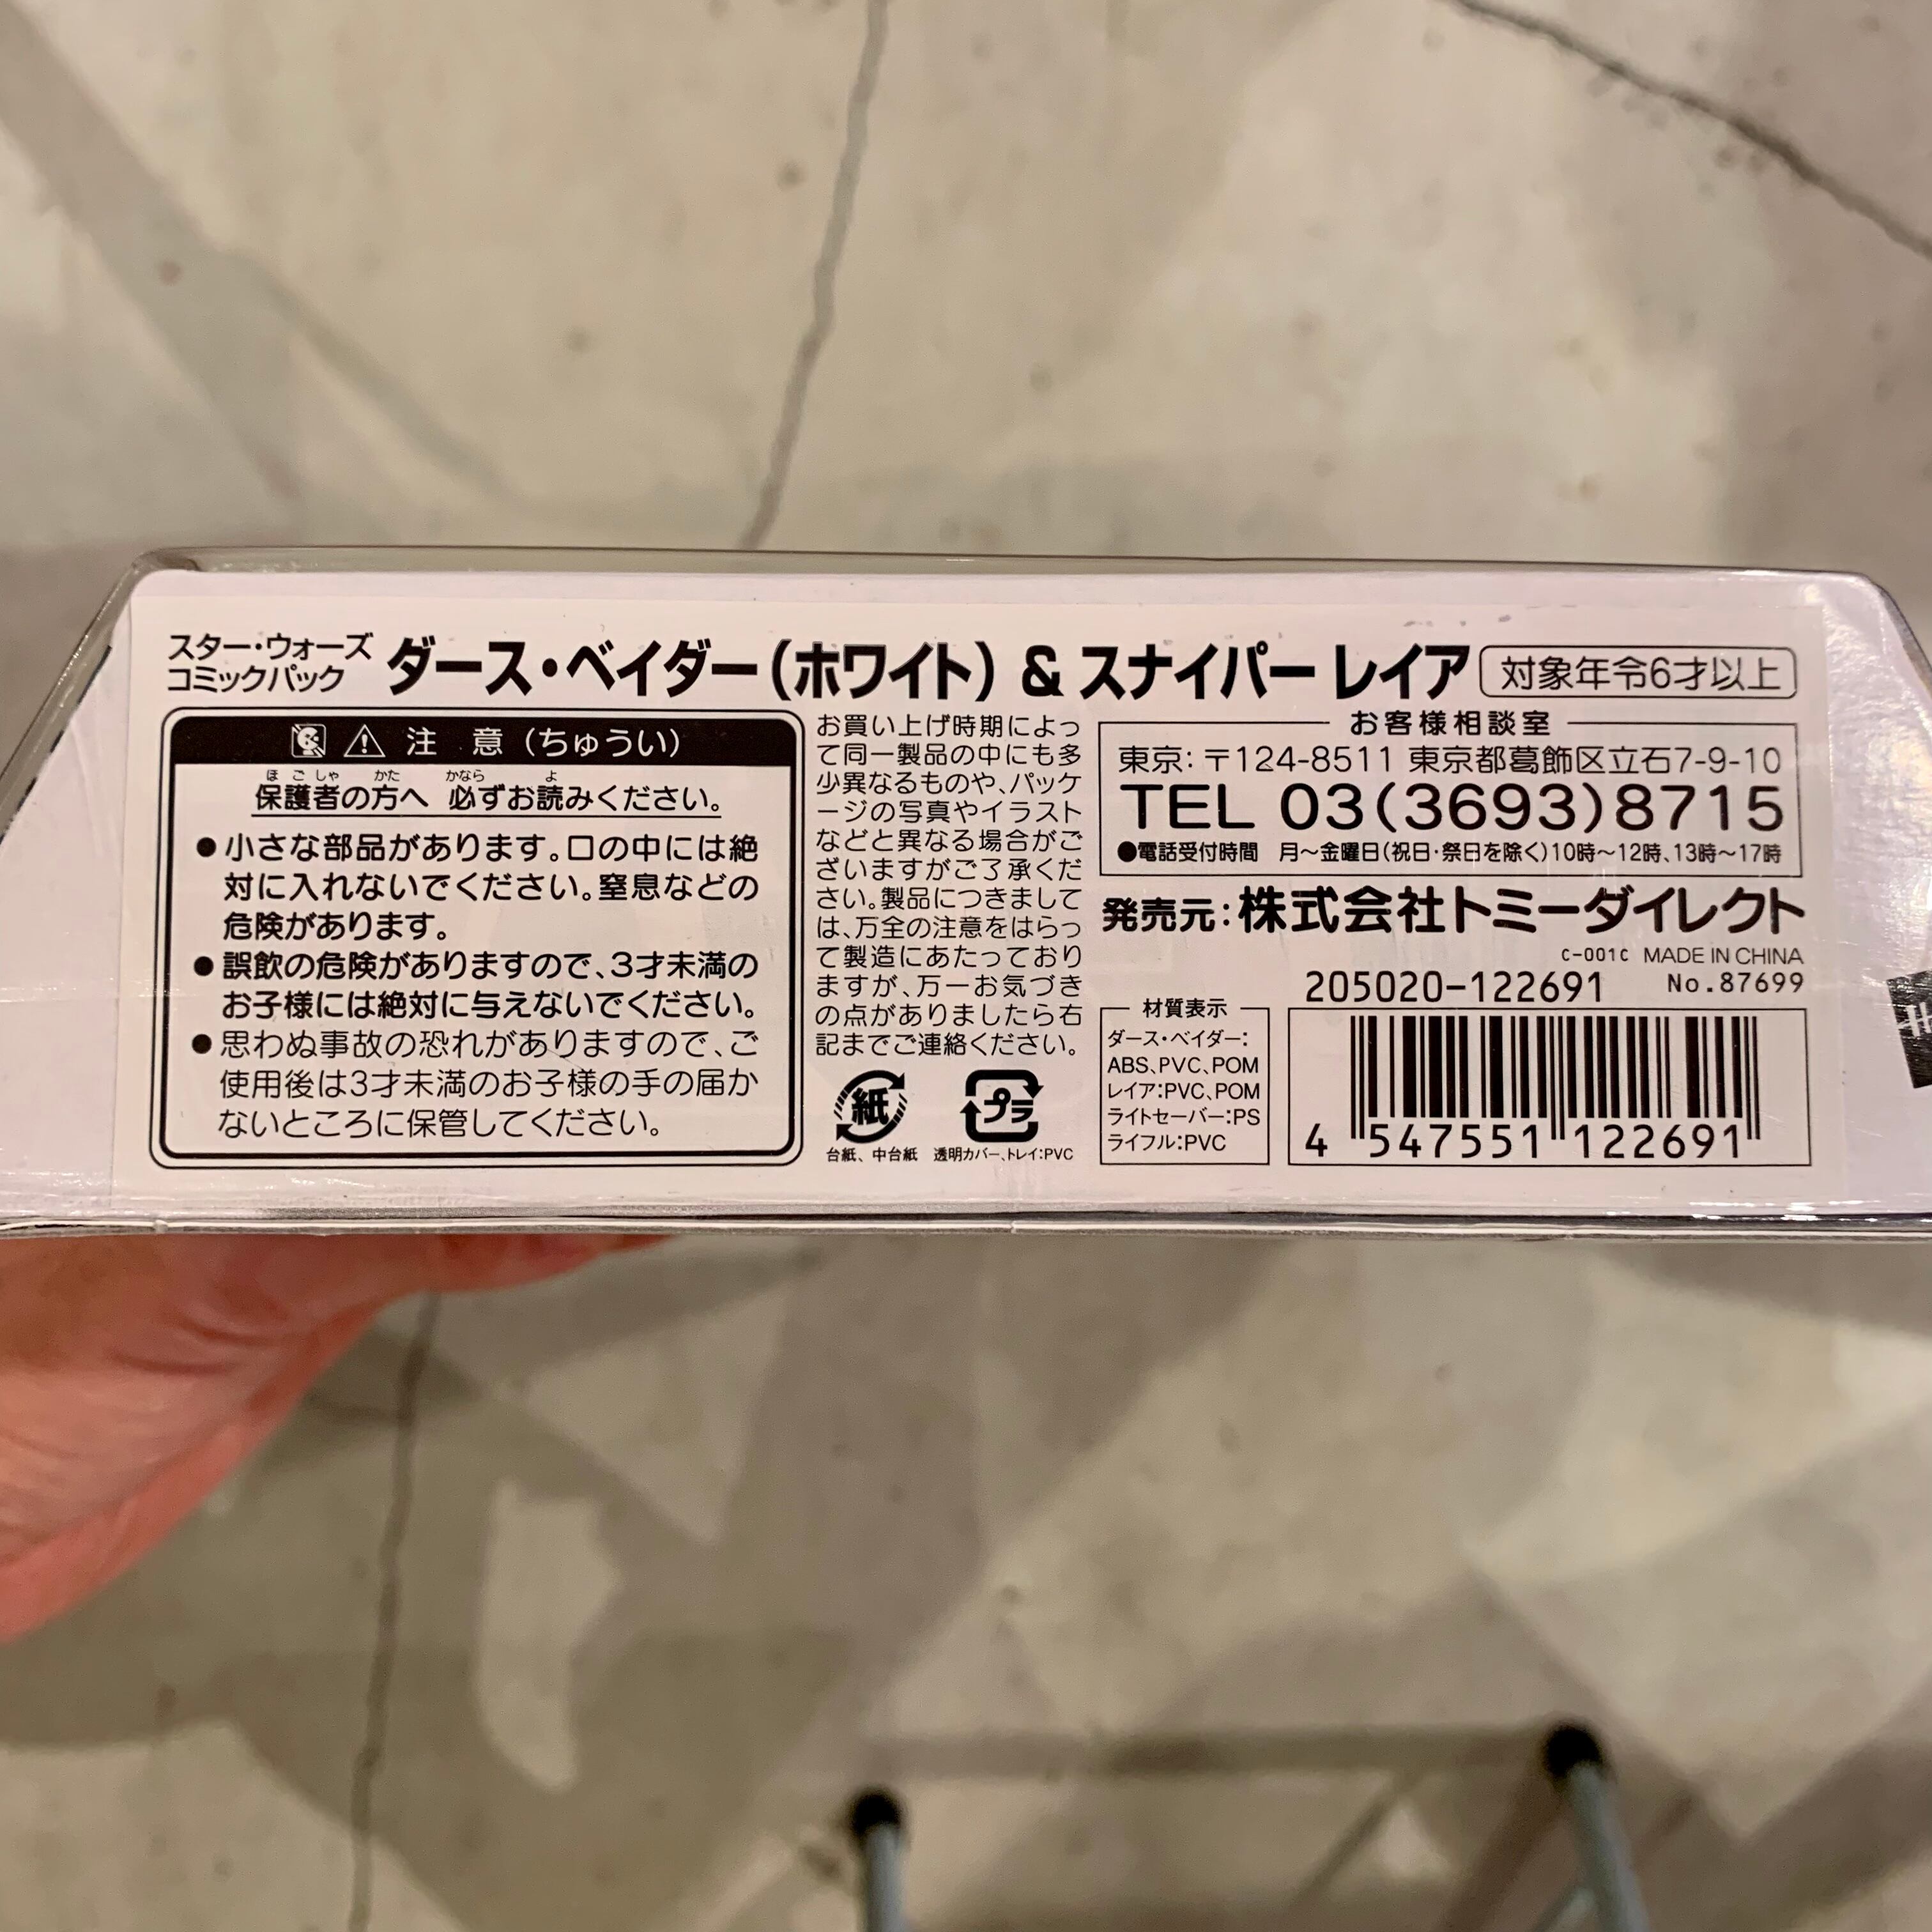 スター・ウォーズ
コミックパック
ダース・ベイダー(ホワイト) & スナイパー レイア
対象年令6才以上
注 意(ちゅうい)
保護者の方へ 必ずお読みください。
ほごしゃ かた かなら よ
●小さな部品があります。口の中には絶
対に入れないでください。窒息などの
危険があります。
●誤飲の危険がありますので、3才未満の
お子様には絶対に与えないでください。
●思わぬ事故の恐れがありますので、ご
使用後は3才未満のお子様の手の届か
ないところに保管してください。
お買い上げ時期によっ
て同一製品の中にも多
少異なるものや、パッケ
ージの写真やイラスト
などと異なる場合がご
ざいますがご了承くだ
さい。製品につきまして
は、万全の注意をはらっ
て製造にあたっており
ますが、万一お気づき
の点がありましたら右
記までご連絡ください。
紙
台紙、中台紙
プラ
透明カバー、トレイ:PVC
お客様相談室
東京:〒124-8511 東京都葛飾区立石7-9-10
TEL 03(3693)8715
●電話受付時間 月〜金曜日(祝日・祭日を除く)10時〜12時、13時〜17時
発売元:株式会社トミーダイレクト
C-001C MADE IN CHINA
205020-122691
No.87699
材質表示
ダース・ベイダー:
ABS、PVC、POM
レイア:PVC、POM
ライトセーバー:PS
ライフル:PVC
4 547551 122691